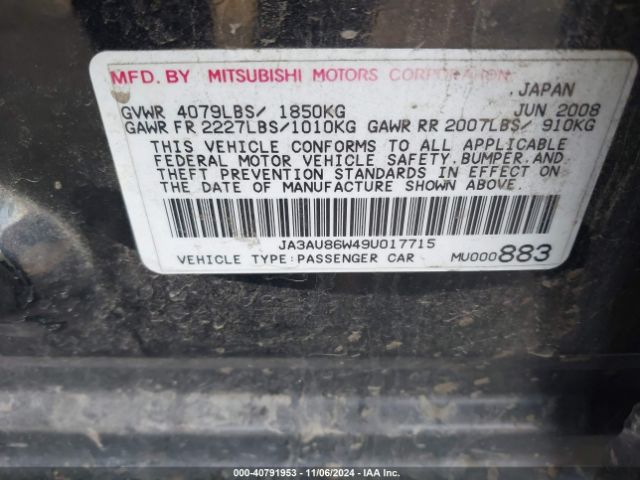 MFD. BY MITSUBISHI MOTORS CORPORATION, JAPAN
GVWR 4079LBS/ 1850KG JUN 2008
GAWR FR 2227LBS/1010KG GAWR RR 2007LBS/ 910KG
THIS VEHICLE CONFORMS TO ALL APPLICABLE
FEDERAL MOTOR VEHICLE SAFETY, BUMPER, AND
THEFT PREVENTION STANDARDS IN EFFECT ON
THE DATE OF MANUFACTURE SHOWN ABOVE.
JA3AU86W49U017715
VEHICLE TYPE:PASSENGER CAR MU000883
000-40791953 - 11/06/2024 - IAA Inc.